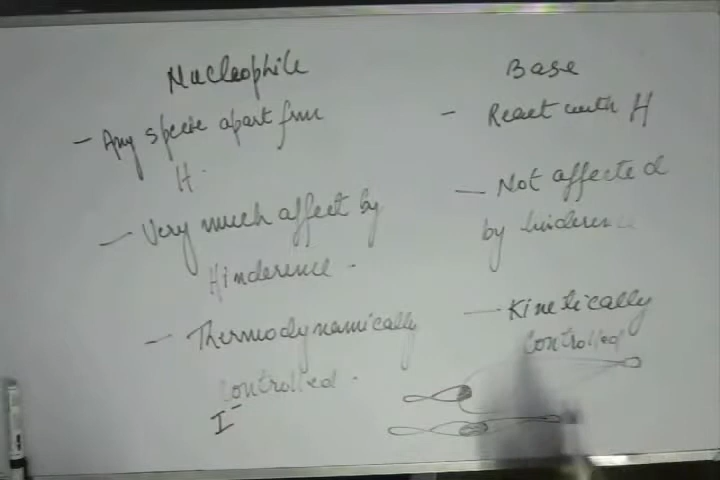 Nucleophile
- Any specie apart from
H.
- Very much affect by
Hinderence.
- Thermodynamically
controlled.
I⁻
Base
- React with H
- Not affected
by hinderen
- Kinetically
controlled